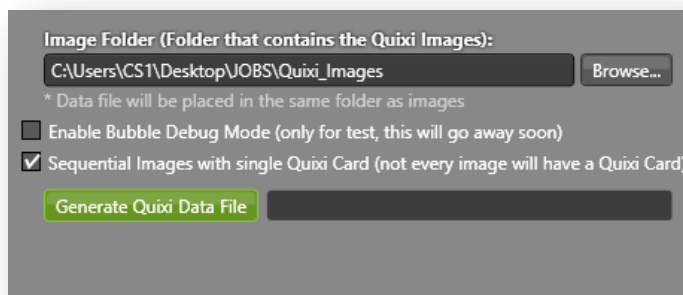 Image Folder (Folder that contains the Quixi Images):
C:\Users\CS1\Desktop\JOBS\Quixi_Images
Browse...
* Data file will be placed in the same folder as images
Enable Bubble Debug Mode (only for test, this will go away soon)
Sequential Images with single Quixi Card (not every image will have a Quixi Card)
Generate Quixi Data File